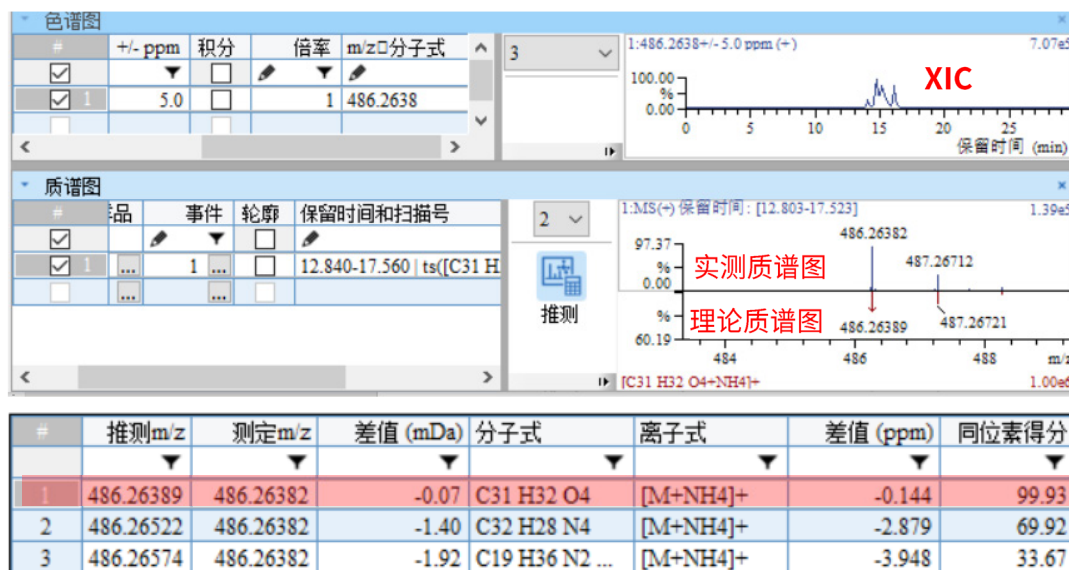 色谱图
# +/- ppm 积分 倍率 m/z□分子式
1 5.0 1 486.2638
3
1:486.2638+/- 5.0 ppm (+) 7.07e5
XIC
100.00
%
0.00
0 5 10 15 20 25
保留时间 (min)
质谱图
# 样品 事件 轮廓 保留时间和扫描号
1 ... 1 ... 12.840-17.560 | ts([C31 H
... ...
2
推测
1:MS(+) 保留时间: [12.803-17.523] 1.39e5
486.26382
97.37
487.26712
%
实测质谱图
0.00
%
理论质谱图
486.26389 487.26721
60.19
484 486 488 m/z
[C31 H32 O4+NH4]+ 1.00e6
# 推测m/z 测定m/z 差值 (mDa) 分子式 离子式 差值 (ppm) 同位素得分
1 486.26389 486.26382 -0.07 C31 H32 O4 [M+NH4]+ -0.144 99.93
2 486.26522 486.26382 -1.40 C32 H28 N4 [M+NH4]+ -2.879 69.92
3 486.26574 486.26382 -1.92 C19 H36 N2 ... [M+NH4]+ -3.948 33.67